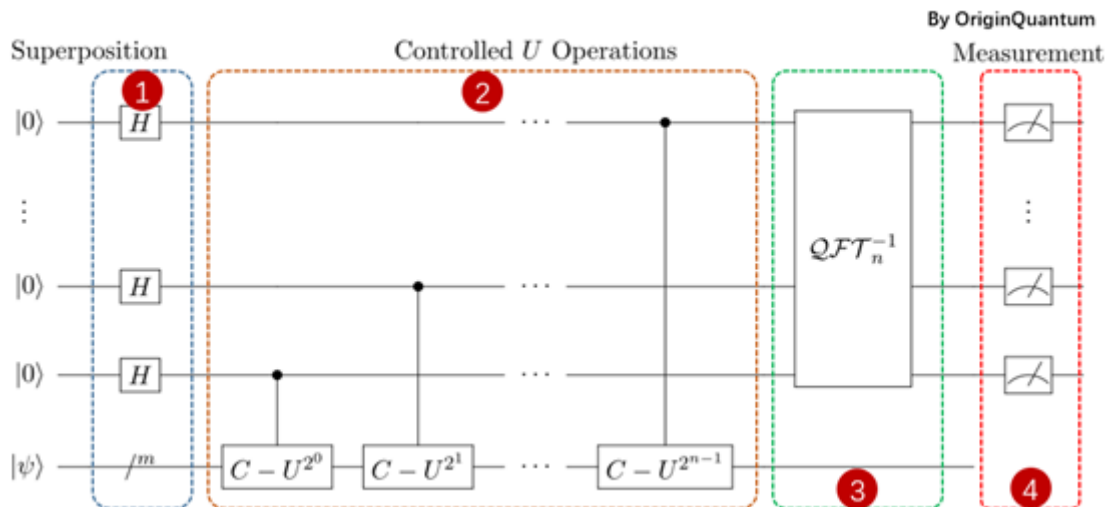 By OriginQuantum
Superposition Controlled U Operations Measurement
1 2
|0⟩ H ⋯
⋮ ⋮
QFT_n^{-1}
|0⟩ H ⋯
|0⟩ H ⋯
|ψ⟩ /^m C − U^{2^0} C − U^{2^1} ⋯ C − U^{2^{n−1}}
3 4